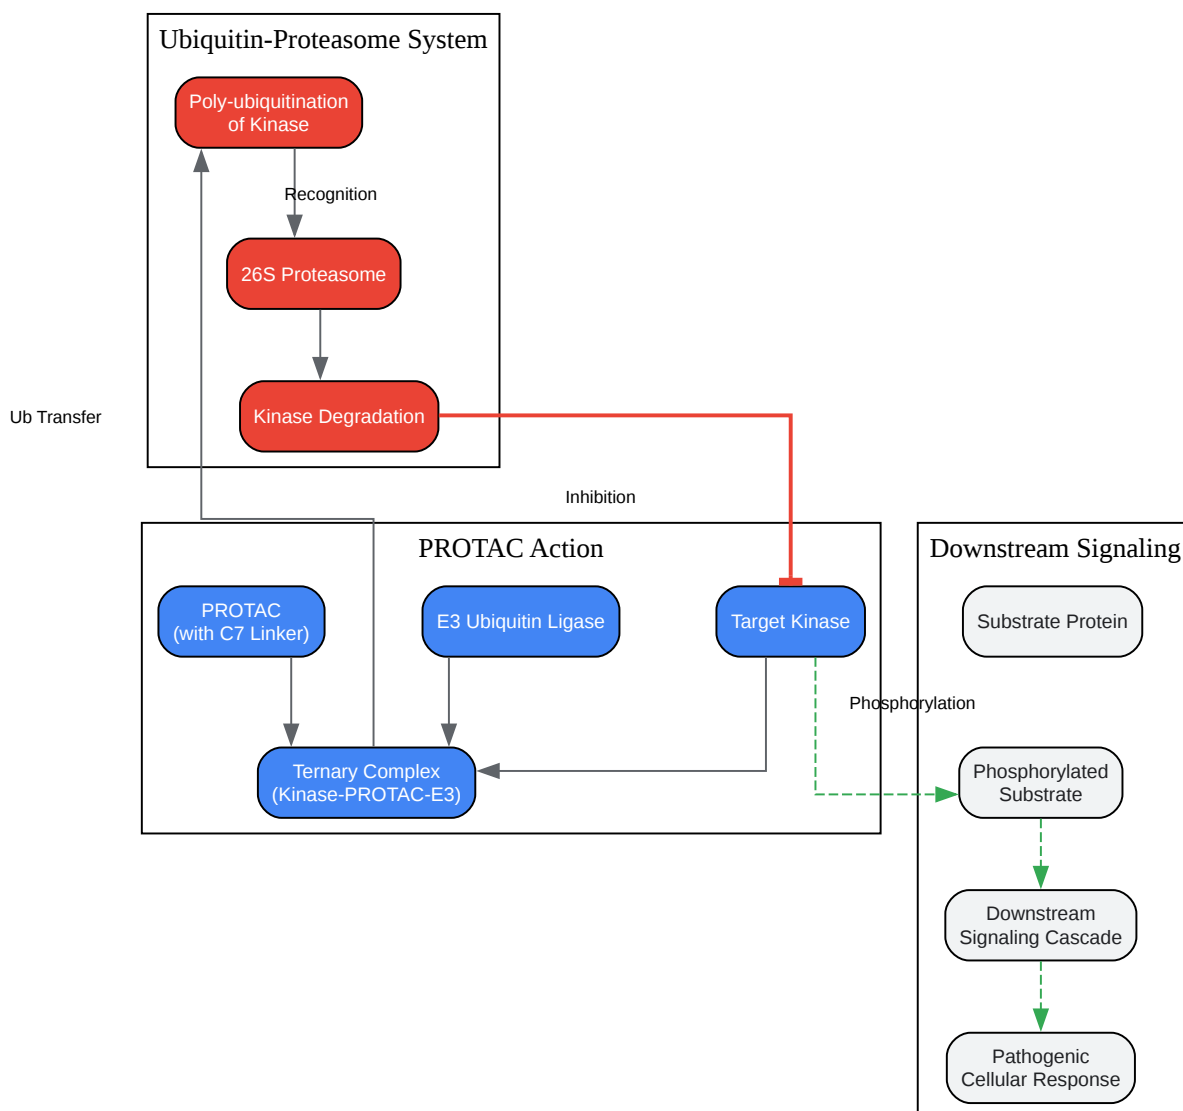 Ubiquitin-Proteasome System
Poly-ubiquitination
of Kinase
Recognition
26S Proteasome
Kinase Degradation
Ub Transfer
Inhibition
PROTAC Action
PROTAC
(with C7 Linker)
E3 Ubiquitin Ligase
Target Kinase
Ternary Complex
(Kinase-PROTAC-E3)
Downstream Signaling
Substrate Protein
Phosphorylation
Phosphorylated
Substrate
Downstream
Signaling Cascade
Pathogenic
Cellular Response